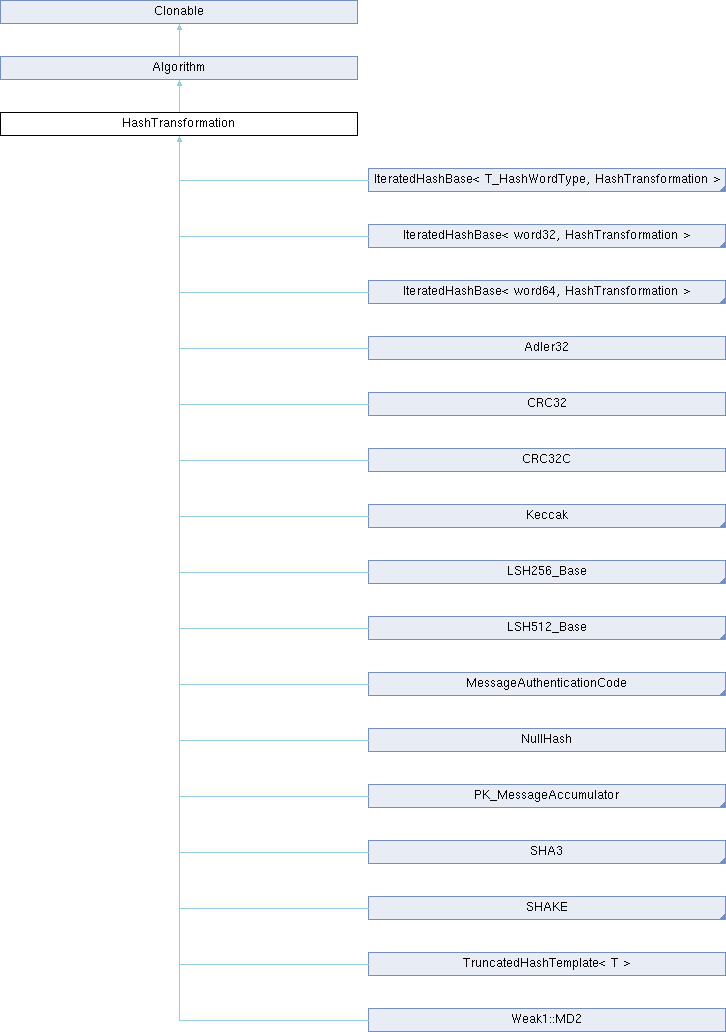 Clonable
Algorithm
HashTransformation
IteratedHashBase< T_HashWordType, HashTransformation >
IteratedHashBase< word32, HashTransformation >
IteratedHashBase< word64, HashTransformation >
Adler32
CRC32
CRC32C
Keccak
LSH256_Base
LSH512_Base
MessageAuthenticationCode
NullHash
PK_MessageAccumulator
SHA3
SHAKE
TruncatedHashTemplate< T >
Weak1::MD2